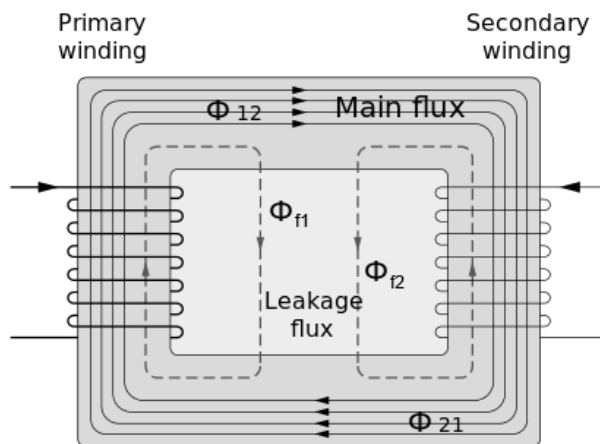 Primary
winding
Secondary
winding
Φ 12
Main flux
Φf1
Φf2
Leakage
flux
Φ 21